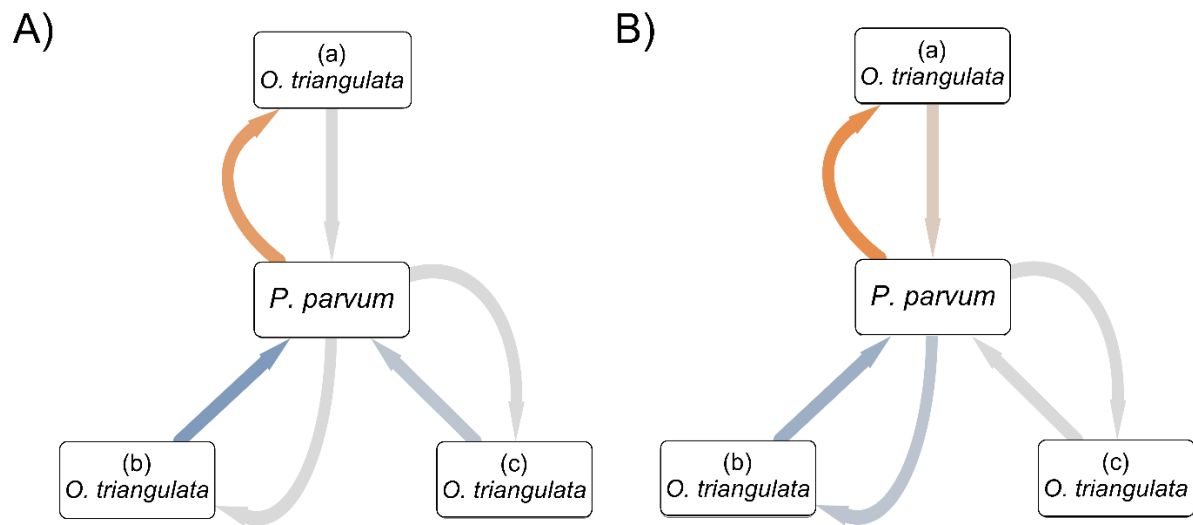 A)
(a)
O. triangulata
P. parvum
(b)
O. triangulata
(c)
O. triangulata
B)
(a)
O. triangulata
P. parvum
(b)
O. triangulata
(c)
O. triangulata